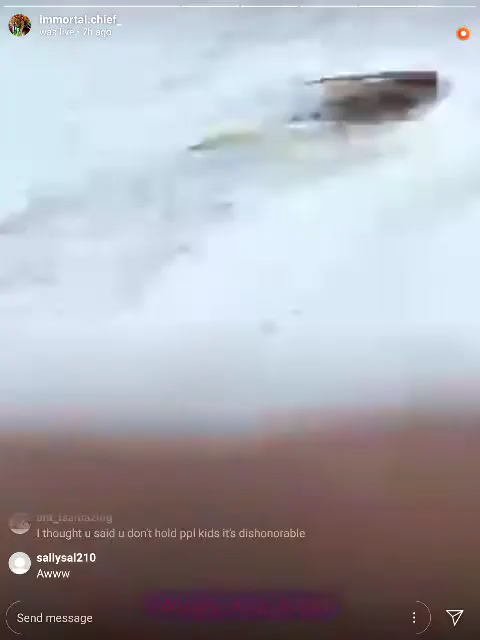 immortal.chief_
was live • 7h ago
I thought u said u don't hold ppl kids it's dishonorable
sallysal210
Awww
Send message